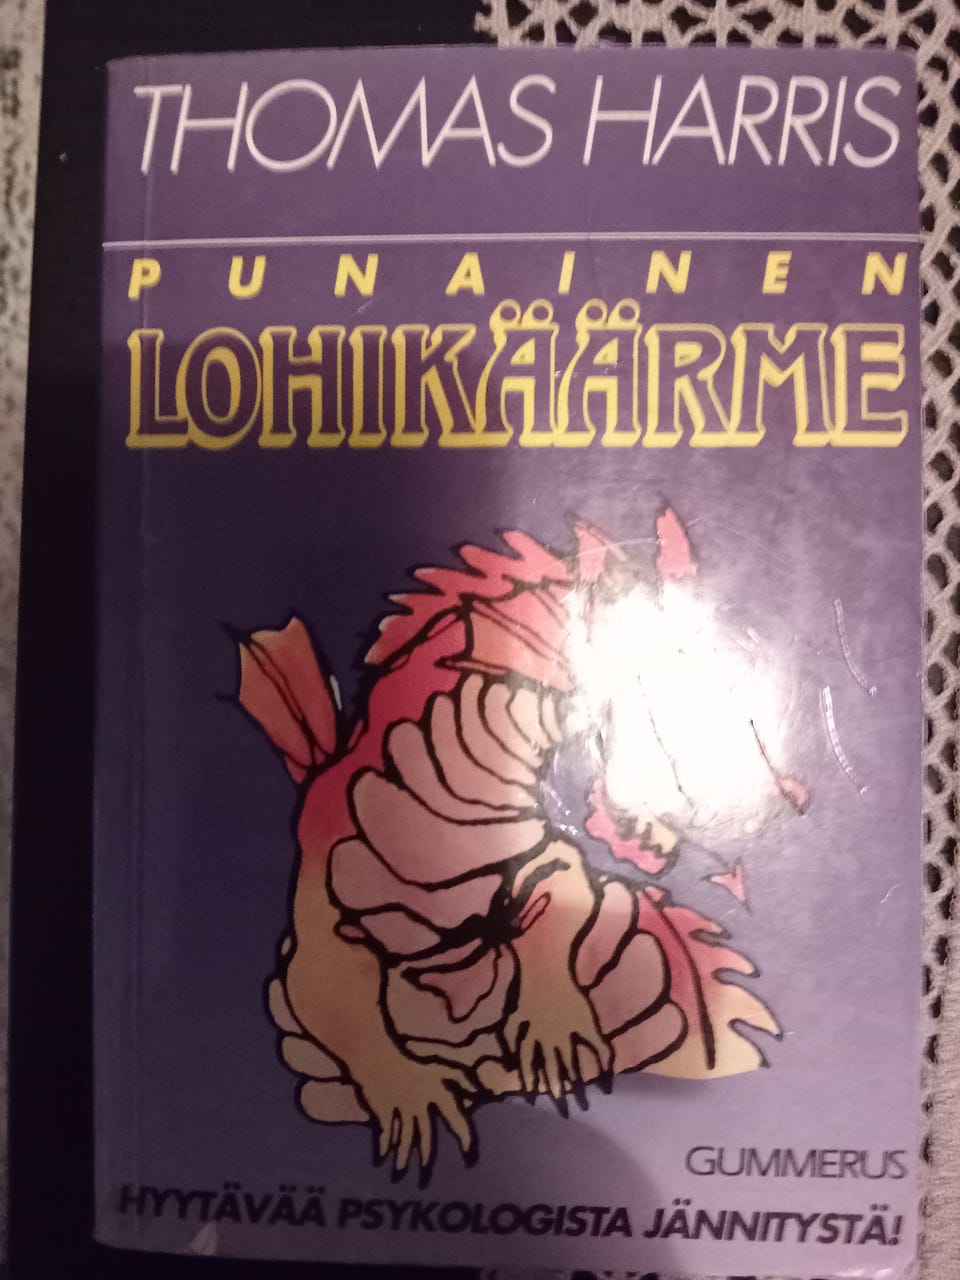 THOMAS HARRIS
PUNAINEN
LOHIKÄÄRME
GUMMERUS
HYYTÄVÄÄ PSYKOLOGISTA JÄNNITYSTÄ!